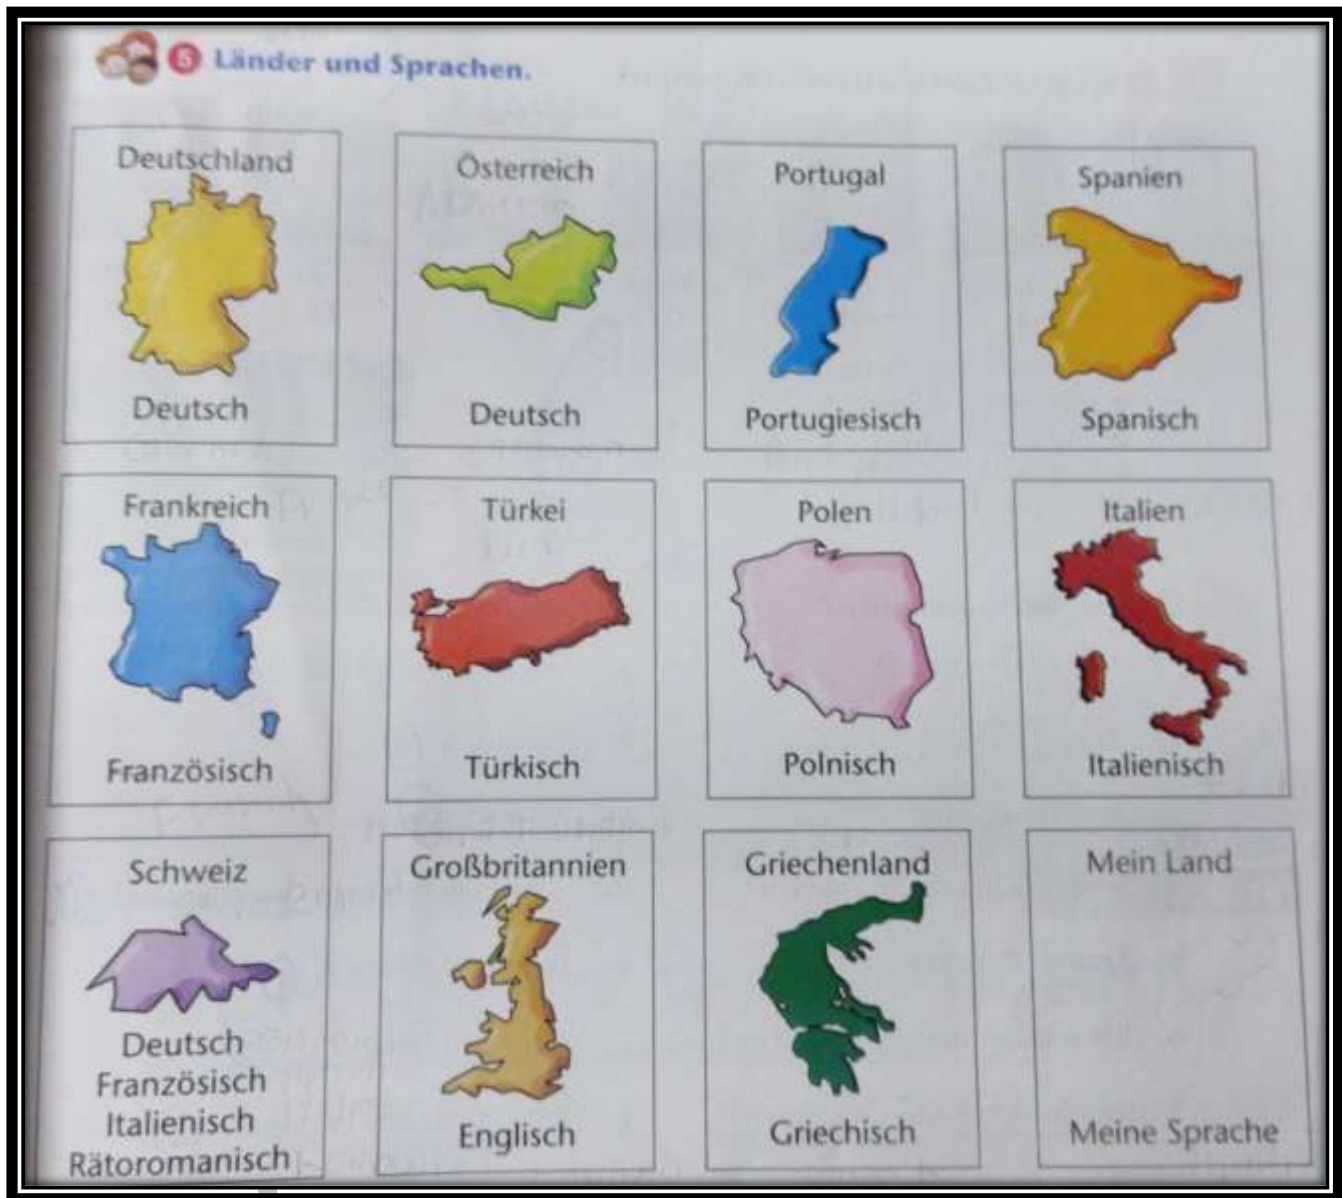 5 Länder und Sprachen.
Deutschland
Deutsch
Österreich
Deutsch
Portugal
Portugiesisch
Spanien
Spanisch
Frankreich
Französisch
Türkei
Türkisch
Polen
Polnisch
Italien
Italienisch
Schweiz
Deutsch
Französisch
Italienisch
Rätoromanisch
Großbritannien
Englisch
Griechenland
Griechisch
Mein Land
Meine Sprache